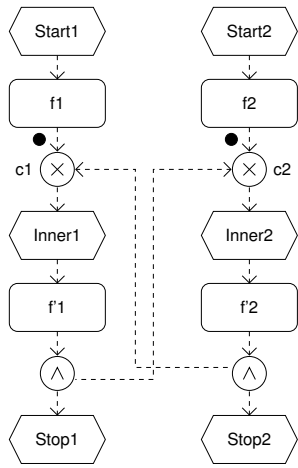 Start1 Start2
f1 f2
c1 × × c2
Inner1 Inner2
f'1 f'2
∧ ∧
Stop1 Stop2